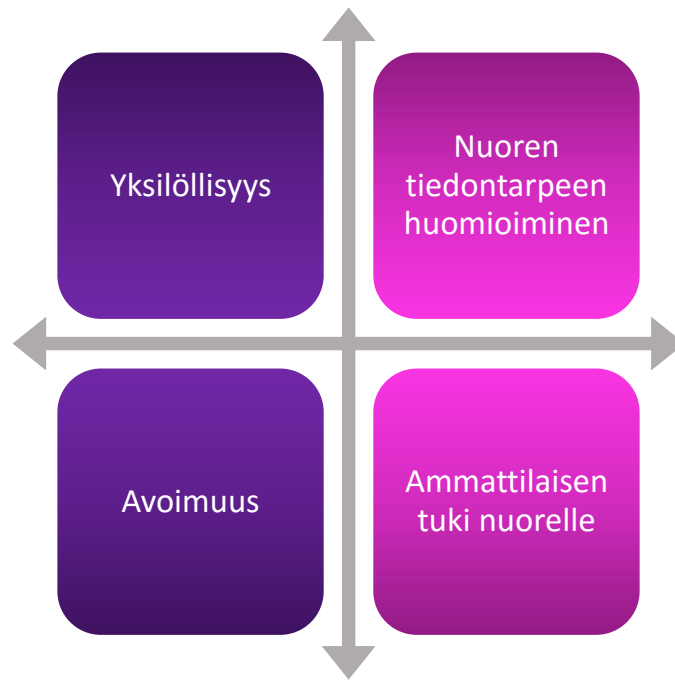 Yksilöllisyys
Nuoren
tiedontarpeen
huomioiminen
Avoimuus
Ammattilaisen
tuki nuorelle